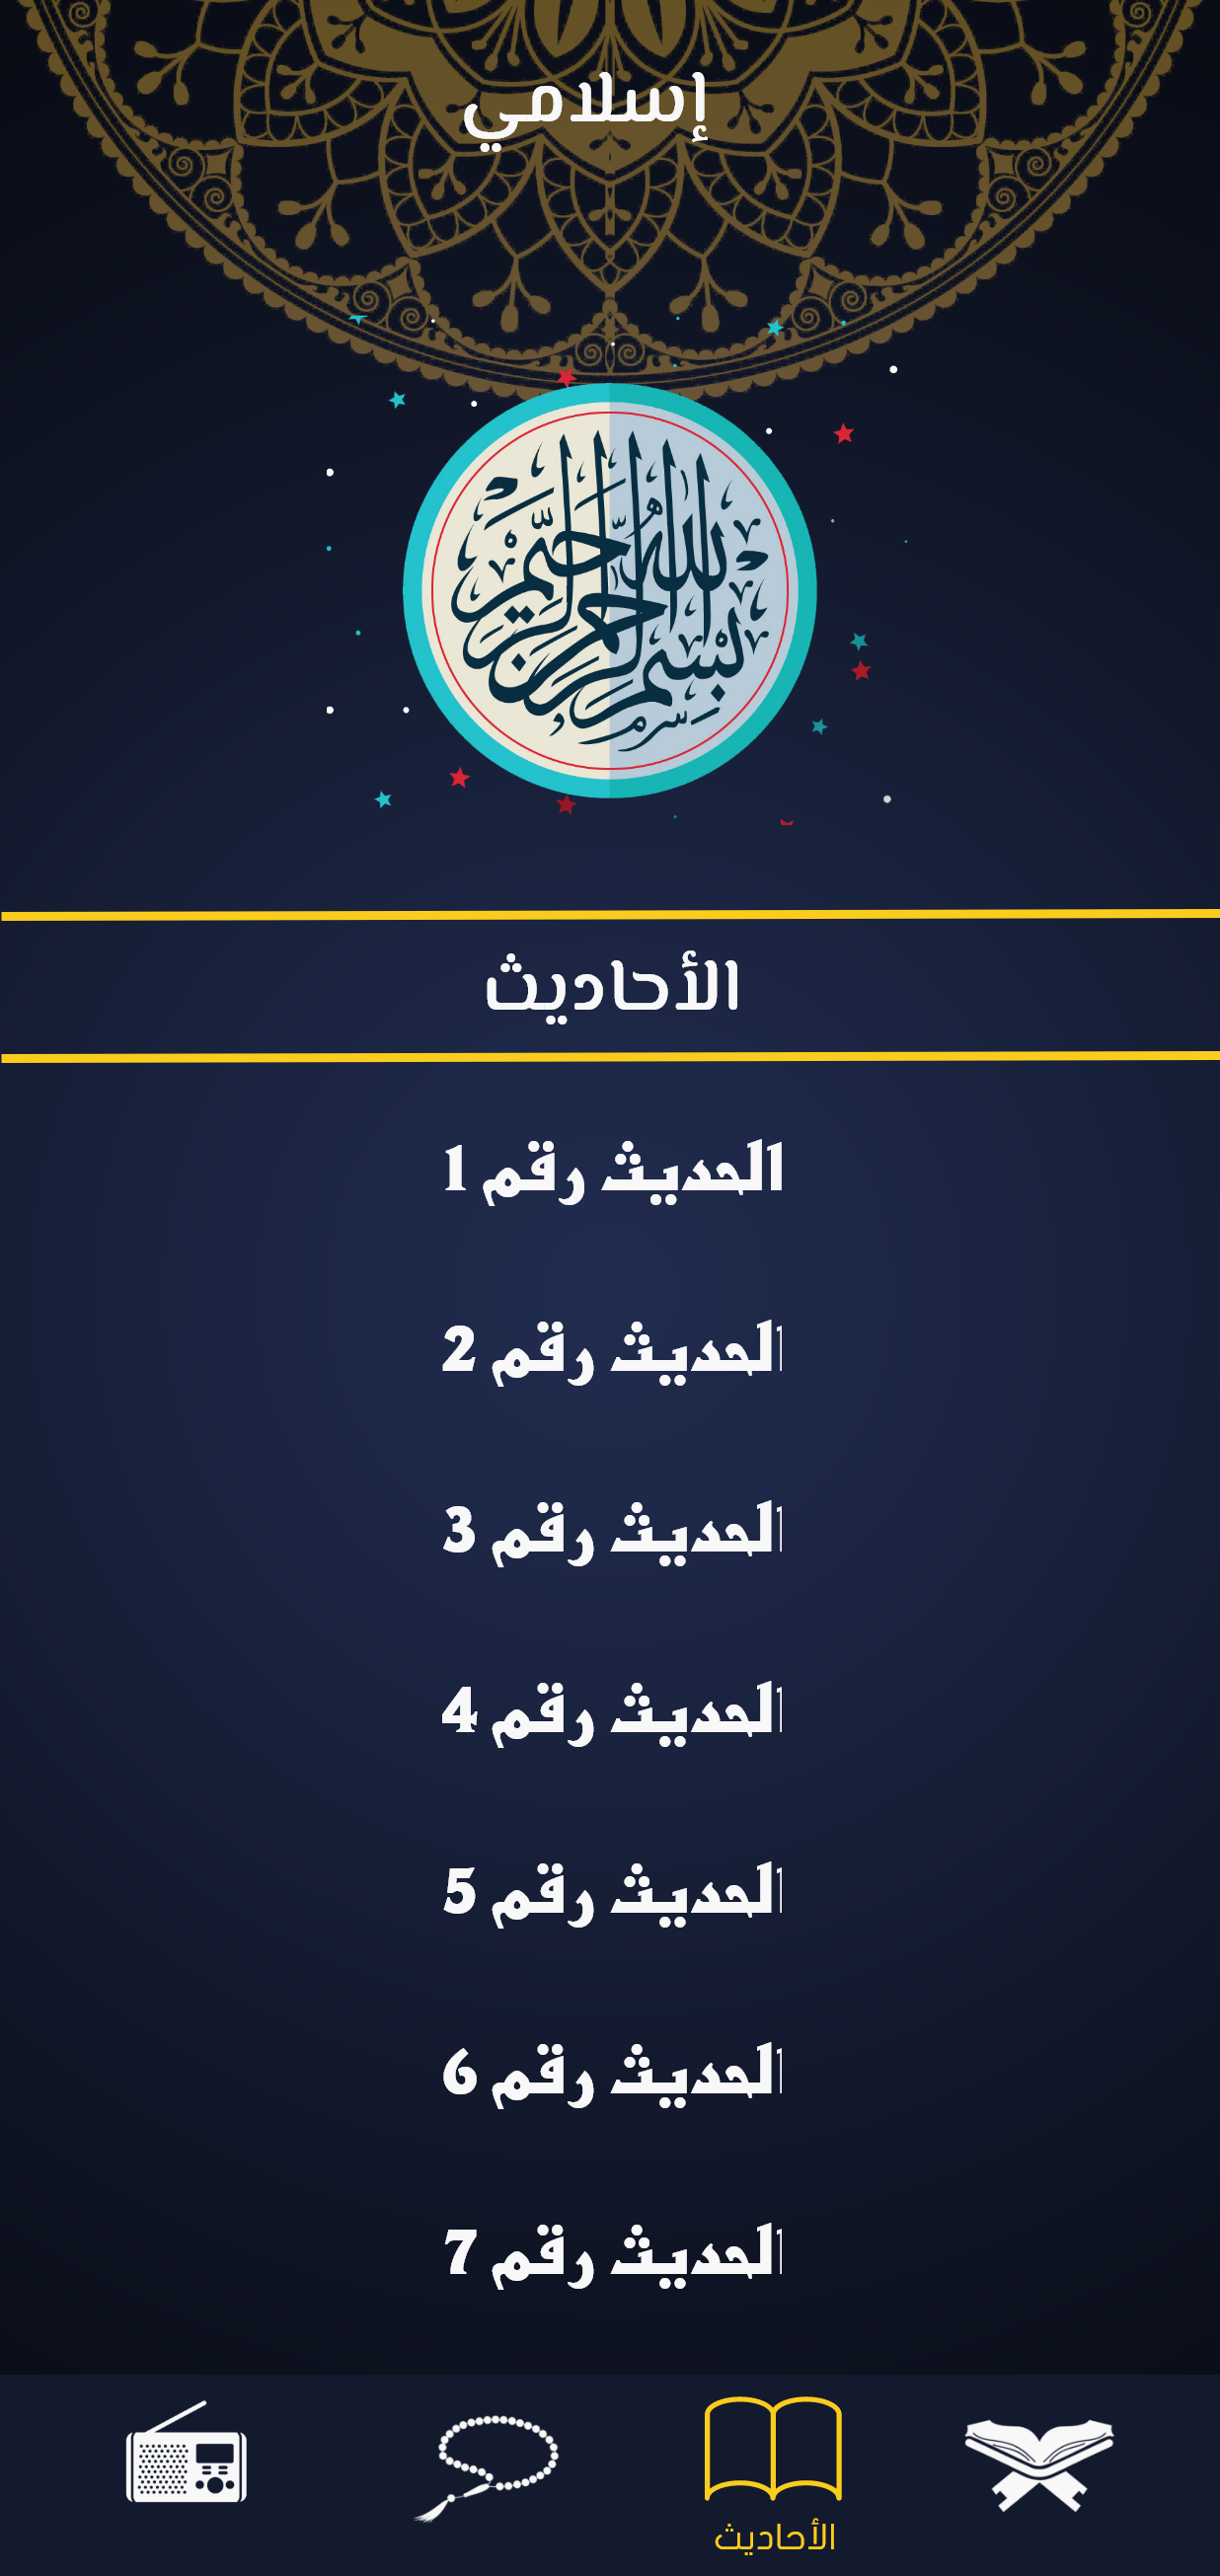 إسلامي
بسم الله الرحمن الرحيم
الأحاديث
الحديث رقم 1
الحديث رقم 2
الحديث رقم 3
الحديث رقم 4
الحديث رقم 5
الحديث رقم 6
الحديث رقم 7
الأحاديث